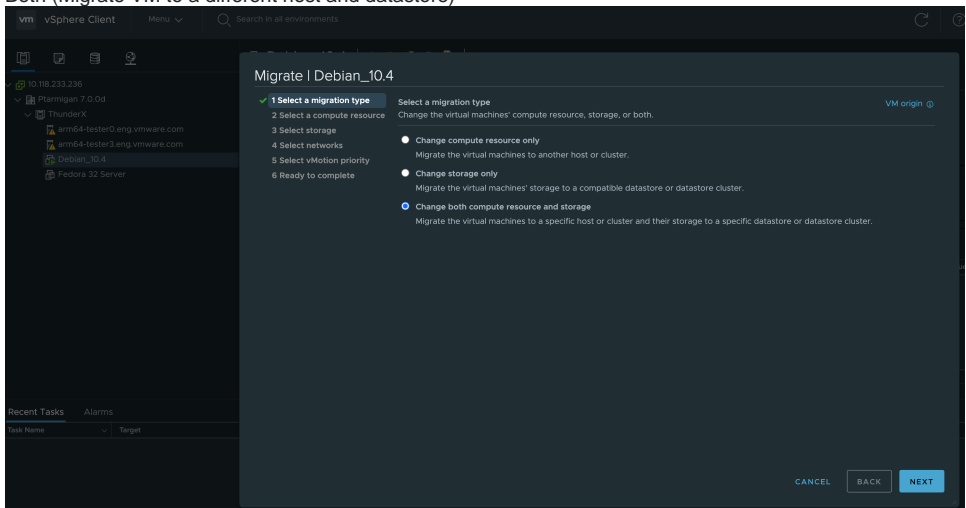 Both (Migrate VM to a different host and datastore)
vm vSphere Client Menu Search in all environments
10.118.233.236
Ptarmigan 7.0.0d
ThunderX
arm64-tester0.eng.vmware.com
arm64-tester3.eng.vmware.com
Debian_10.4
Fedora 32 Server
Recent Tasks Alarms
Task Name Target
Migrate | Debian_10.4
1 Select a migration type
2 Select a compute resource
3 Select storage
4 Select networks
5 Select vMotion priority
6 Ready to complete
Select a migration type VM origin
Change the virtual machines' compute resource, storage, or both.
Change compute resource only
Migrate the virtual machines to another host or cluster.
Change storage only
Migrate the virtual machines' storage to a compatible datastore or datastore cluster.
Change both compute resource and storage
Migrate the virtual machines to a specific host or cluster and their storage to a specific datastore or datastore cluster.
CANCEL BACK NEXT